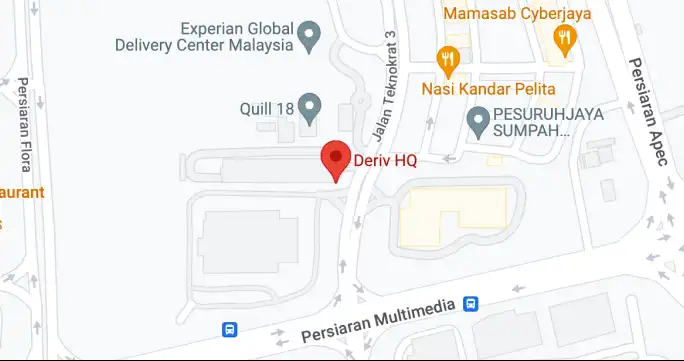 Experian Global
Delivery Center Malaysia
Mamasab Cyberjaya
Nasi Kandar Pelita
Quill 18
PESURUHJAYA
SUMPAH...
Jalan Teknokrat 3
Persiaran Apec
Persiaran Flora
Deriv HQ
aurant
s
Persiaran Multimedia